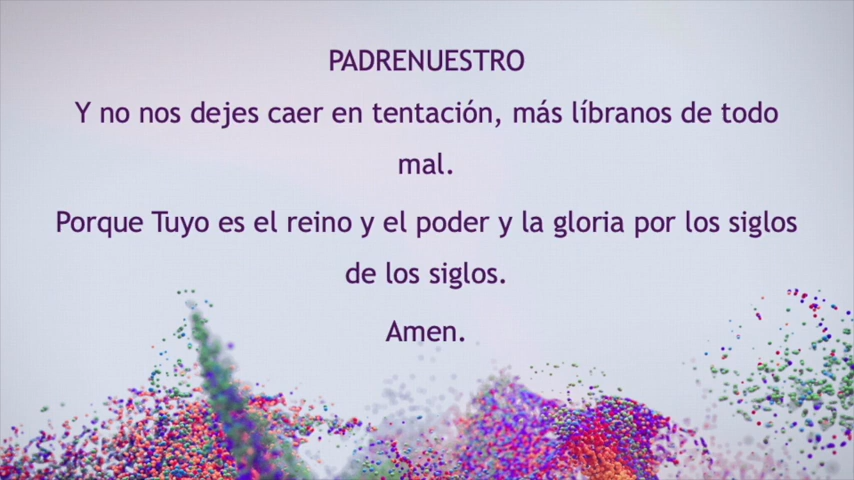 PADRENUESTRO
Y no nos dejes caer en tentación, más líbranos de todo
mal.
Porque Tuyo es el reino y el poder y la gloria por los siglos
de los siglos.
Amen.